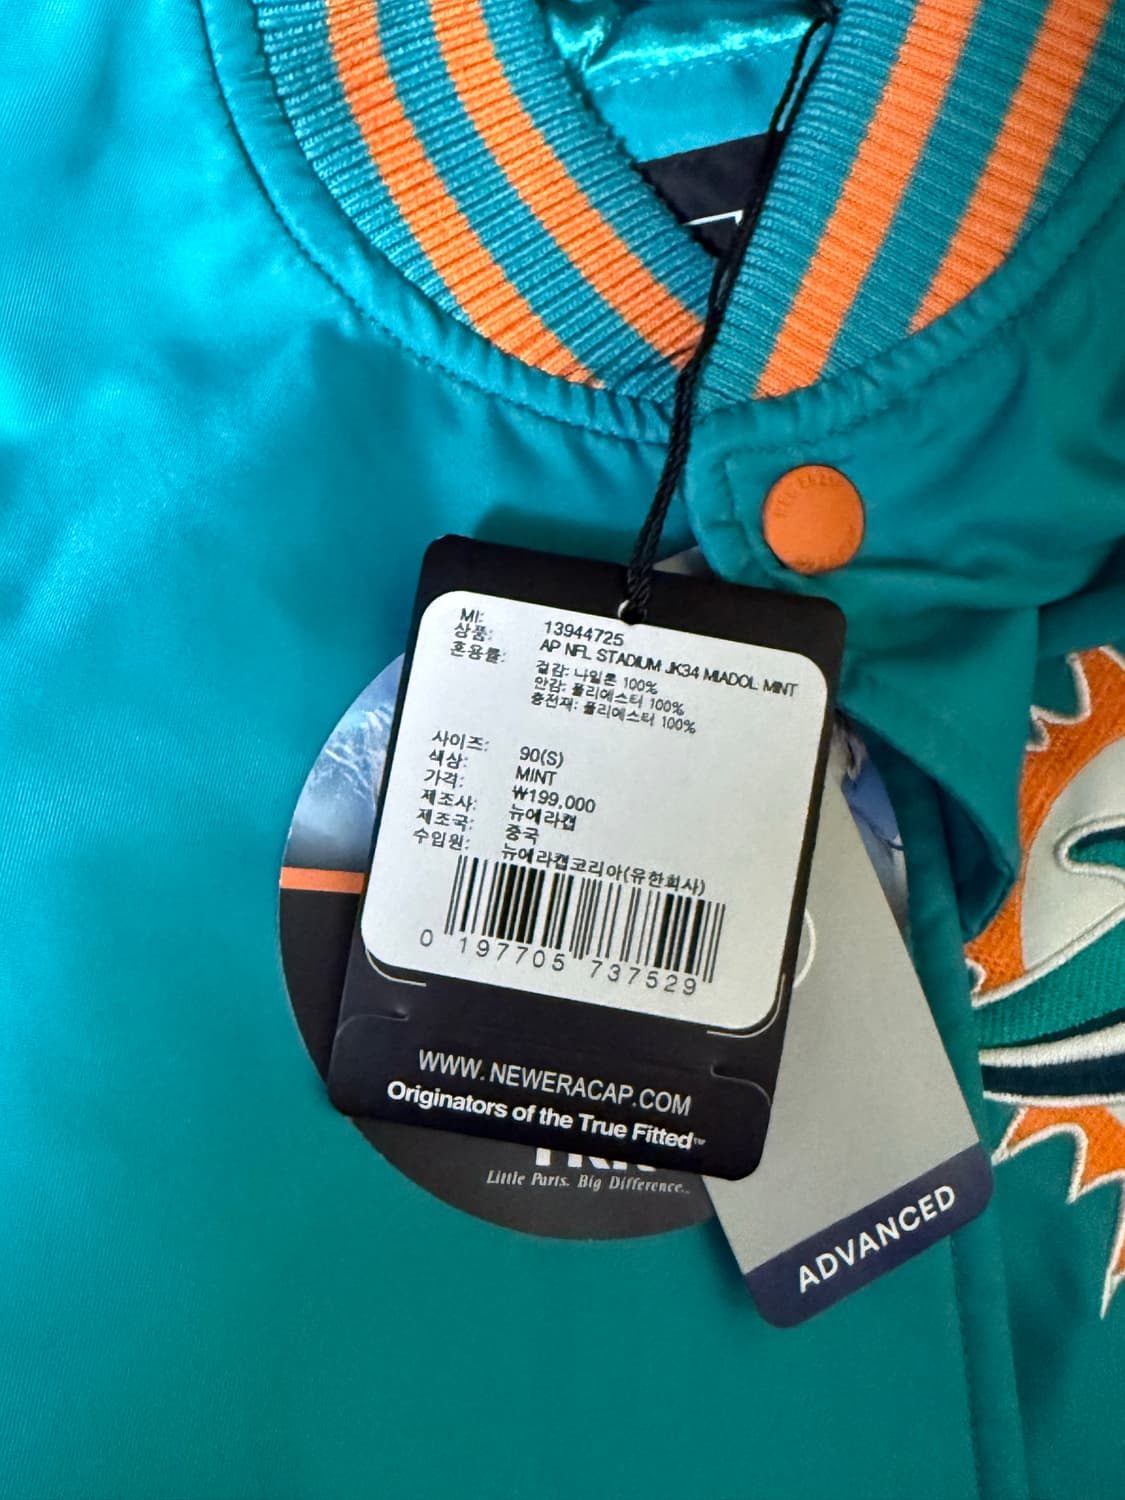 MI: 13944725
상품: AP NFL STADIUM JK34 MIADOL MINT
혼용률: 겉감: 나일론 100%
안감: 폴리에스터 100%
충전재: 폴리에스터 100%
사이즈: 90(S)
색상: MINT
가격: ₩199,000
제조사: 뉴에라캡
제조국: 중국
수입원: 뉴에라캡코리아(유한회사)
0 197705 737529
WWW.NEWERACAP.COM
Originators of the True Fitted™
Little Parts. Big Difference.
ADVANCED